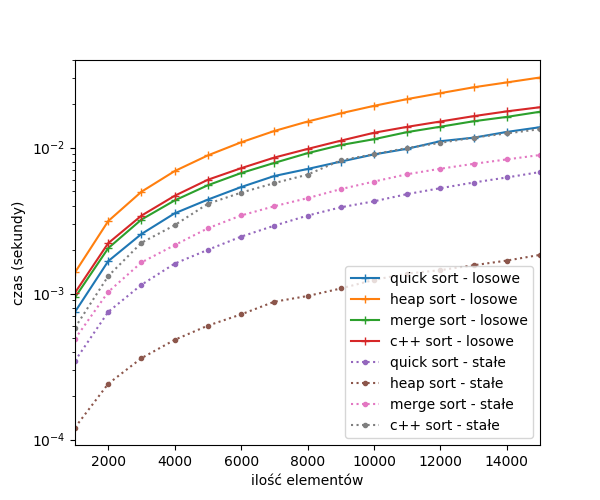 czas (sekundy)
10⁻²
10⁻³
10⁻⁴
quick sort - losowe
heap sort - losowe
merge sort - losowe
c++ sort - losowe
quick sort - stałe
heap sort - stałe
merge sort - stałe
c++ sort - stałe
2000 4000 6000 8000 10000 12000 14000
ilość elementów